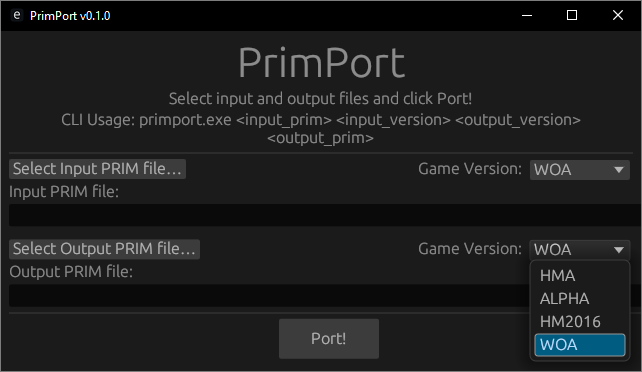 e PrimPort v0.1.0
PrimPort
Select input and output files and click Port!
CLI Usage: primport.exe <input_prim> <input_version> <output_version>
<output_prim>
Select Input PRIM file... Game Version: WOA
Input PRIM file:
Select Output PRIM file... Game Version: WOA
Output PRIM file:
HMA
ALPHA
HM2016
WOA
Port!